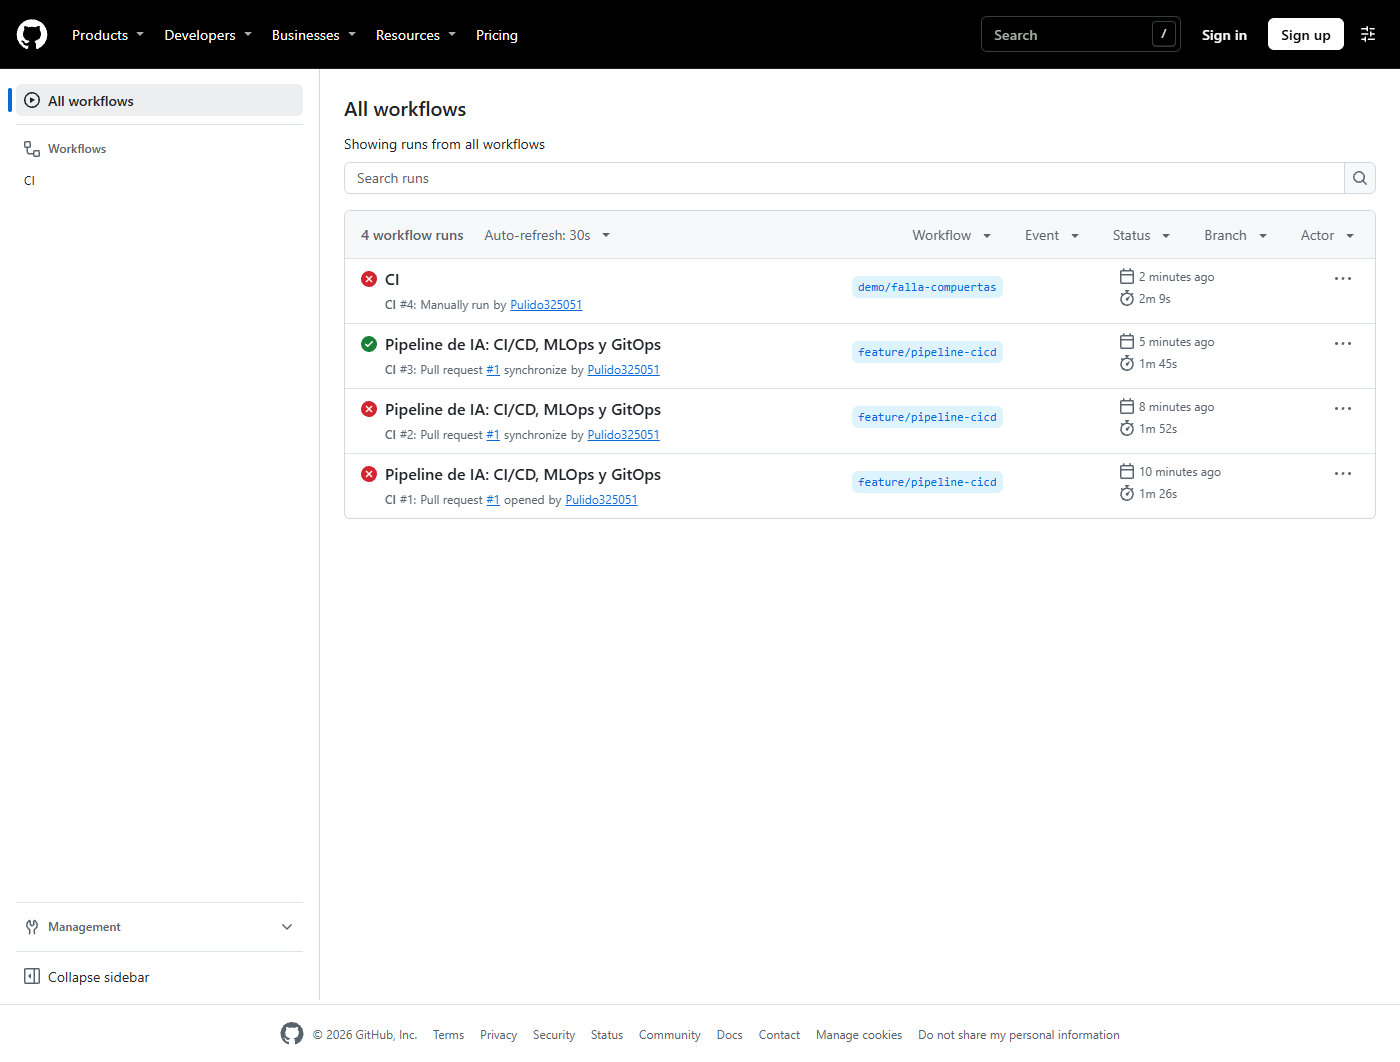 Products Developers Businesses Resources Pricing Search / Sign in Sign up
All workflows
Workflows
CI
Management
Collapse sidebar
All workflows
Showing runs from all workflows
Search runs
4 workflow runs Auto-refresh: 30s Workflow Event Status Branch Actor
CI demo/falla-compuertas 2 minutes ago
CI #4: Manually run by Pulido325051 2m 9s
Pipeline de IA: CI/CD, MLOps y GitOps feature/pipeline-cicd 5 minutes ago
CI #3: Pull request #1 synchronize by Pulido325051 1m 45s
Pipeline de IA: CI/CD, MLOps y GitOps feature/pipeline-cicd 8 minutes ago
CI #2: Pull request #1 synchronize by Pulido325051 1m 52s
Pipeline de IA: CI/CD, MLOps y GitOps feature/pipeline-cicd 10 minutes ago
CI #1: Pull request #1 opened by Pulido325051 1m 26s
© 2026 GitHub, Inc. Terms Privacy Security Status Community Docs Contact Manage cookies Do not share my personal information